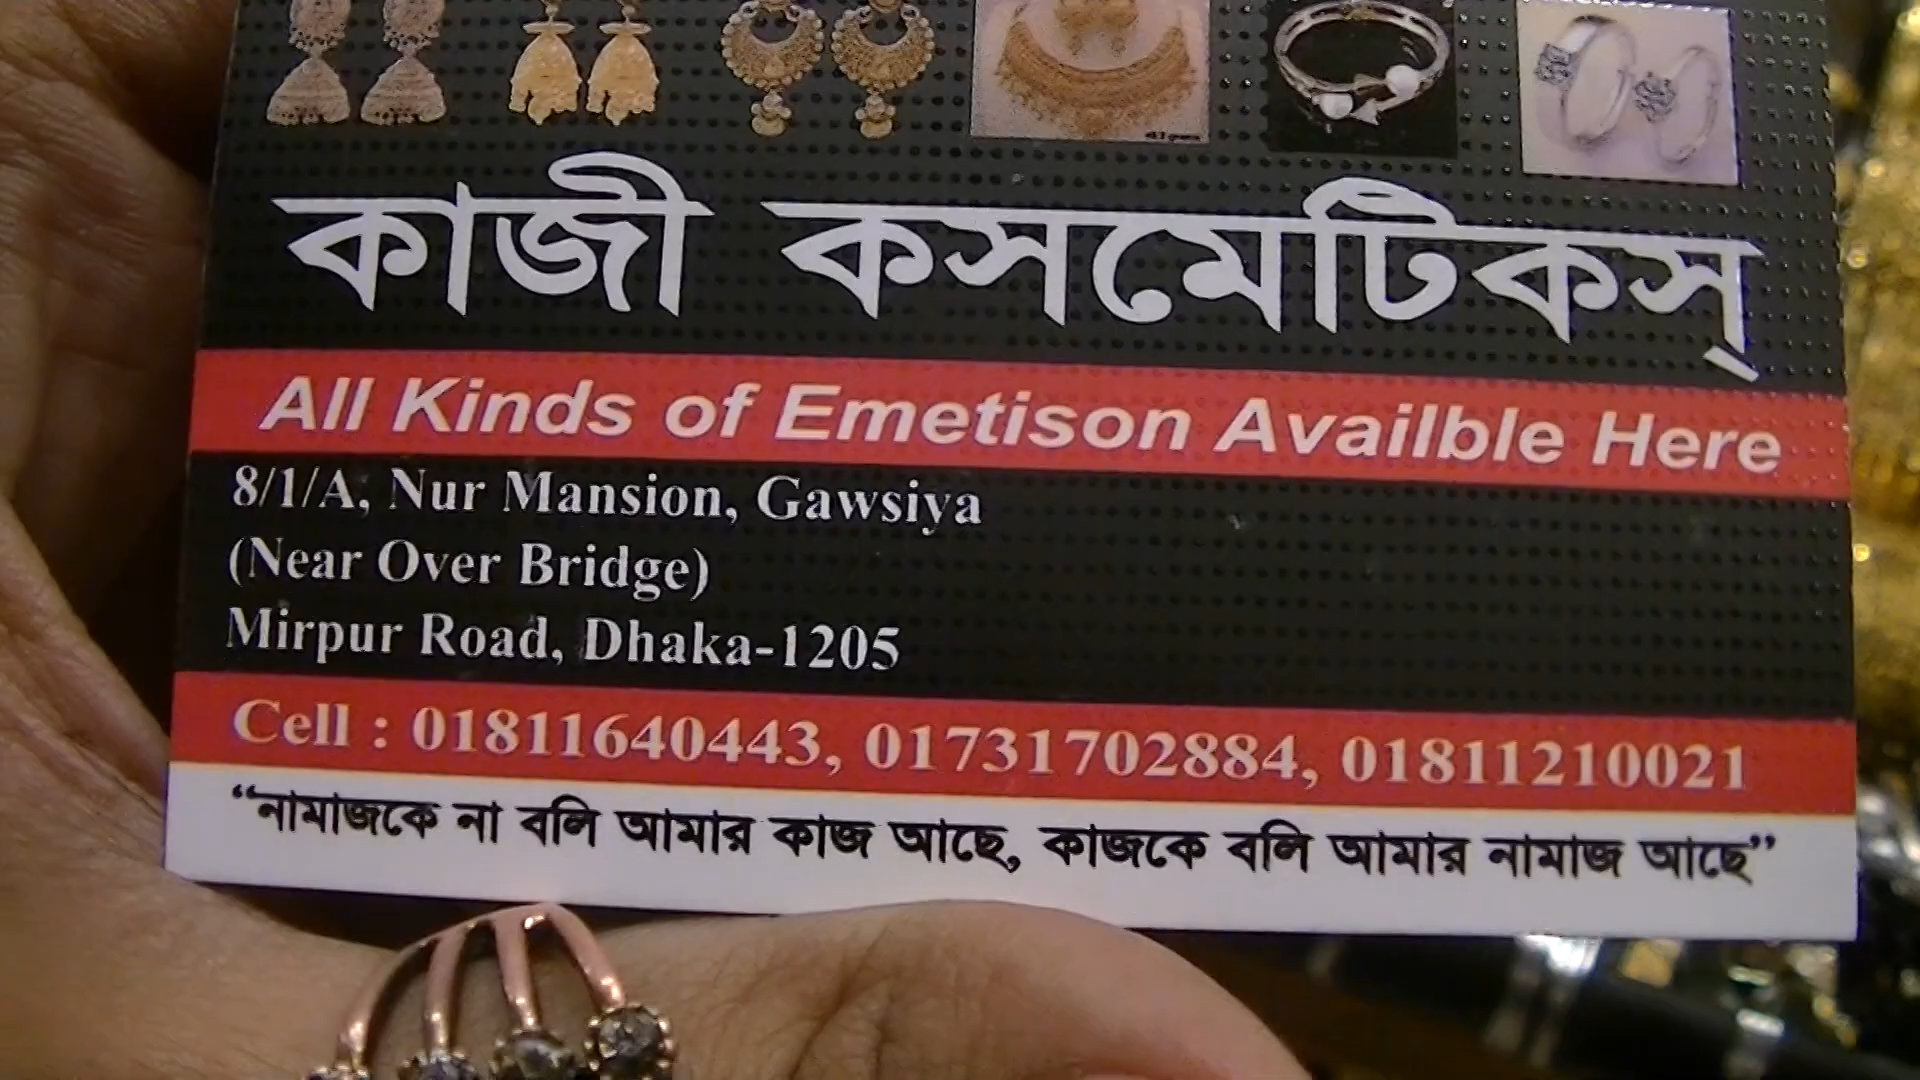 কাজী কসমেটিকস্
All Kinds of Emetison Availble Here
8/1/A, Nur Mansion, Gawsiya
(Near Over Bridge)
Mirpur Road, Dhaka-1205
Cell : 01811640443, 01731702884, 01811210021
“নামাজকে না বলি আমার কাজ আছে, কাজকে বলি আমার নামাজ আছে”